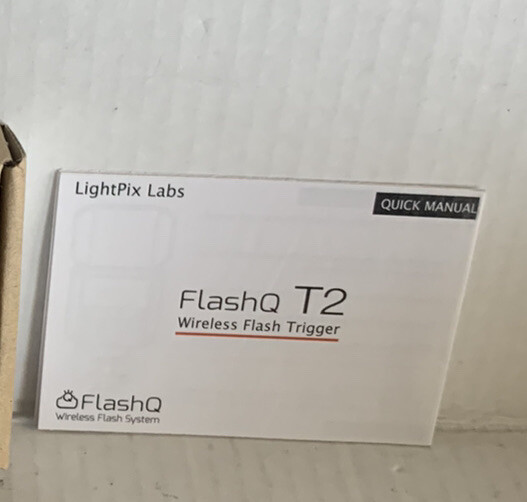 LightPix Labs
QUICK MANUAL
FlashQ T2
Wireless Flash Trigger
FlashQ
Wireless Flash System